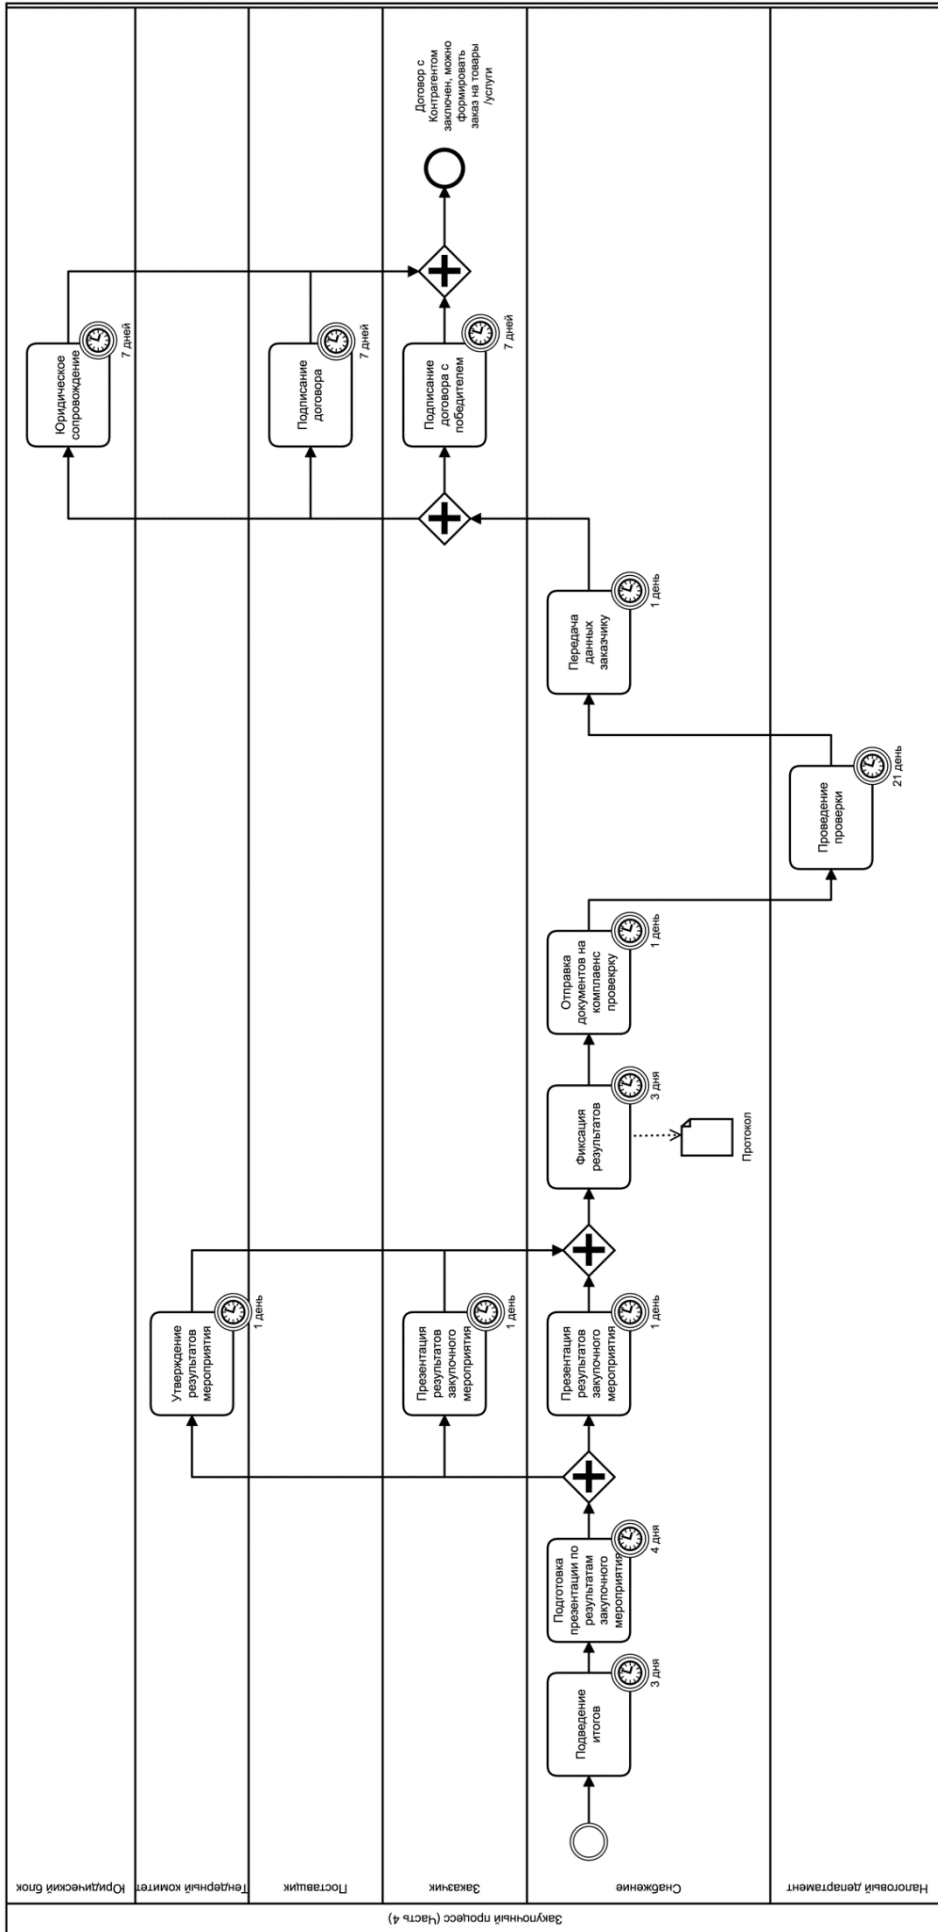 Закупочный процесс (Часть 4)
Юридический блок
Тендерный комитет
Поставщик
Заказчик
Снабжение
Налоговый департамент
Подведение
итогов
3 дня
Подготовка
презентации по
результатам
закупочного
мероприятия
4 дня
Утверждение
результатов
мероприятия
1 день
Презентация
результатов
закупочного
мероприятия
1 день
Презентация
результатов
закупочного
мероприятия
1 день
Фиксация
результатов
3 дня
Протокол
Отправка
документов на
комплаенс
провекрку
1 день
Проведение
проверки
21 день
Передача
данных
заказчику
1 день
Юридическое
сопровождение
7 дней
Подписание
договора
7 дней
Подписание
договора с
победителем
7 дней
Договор с
Контрагентом
заключен, можно
формировать
заказ на товары
/услуги